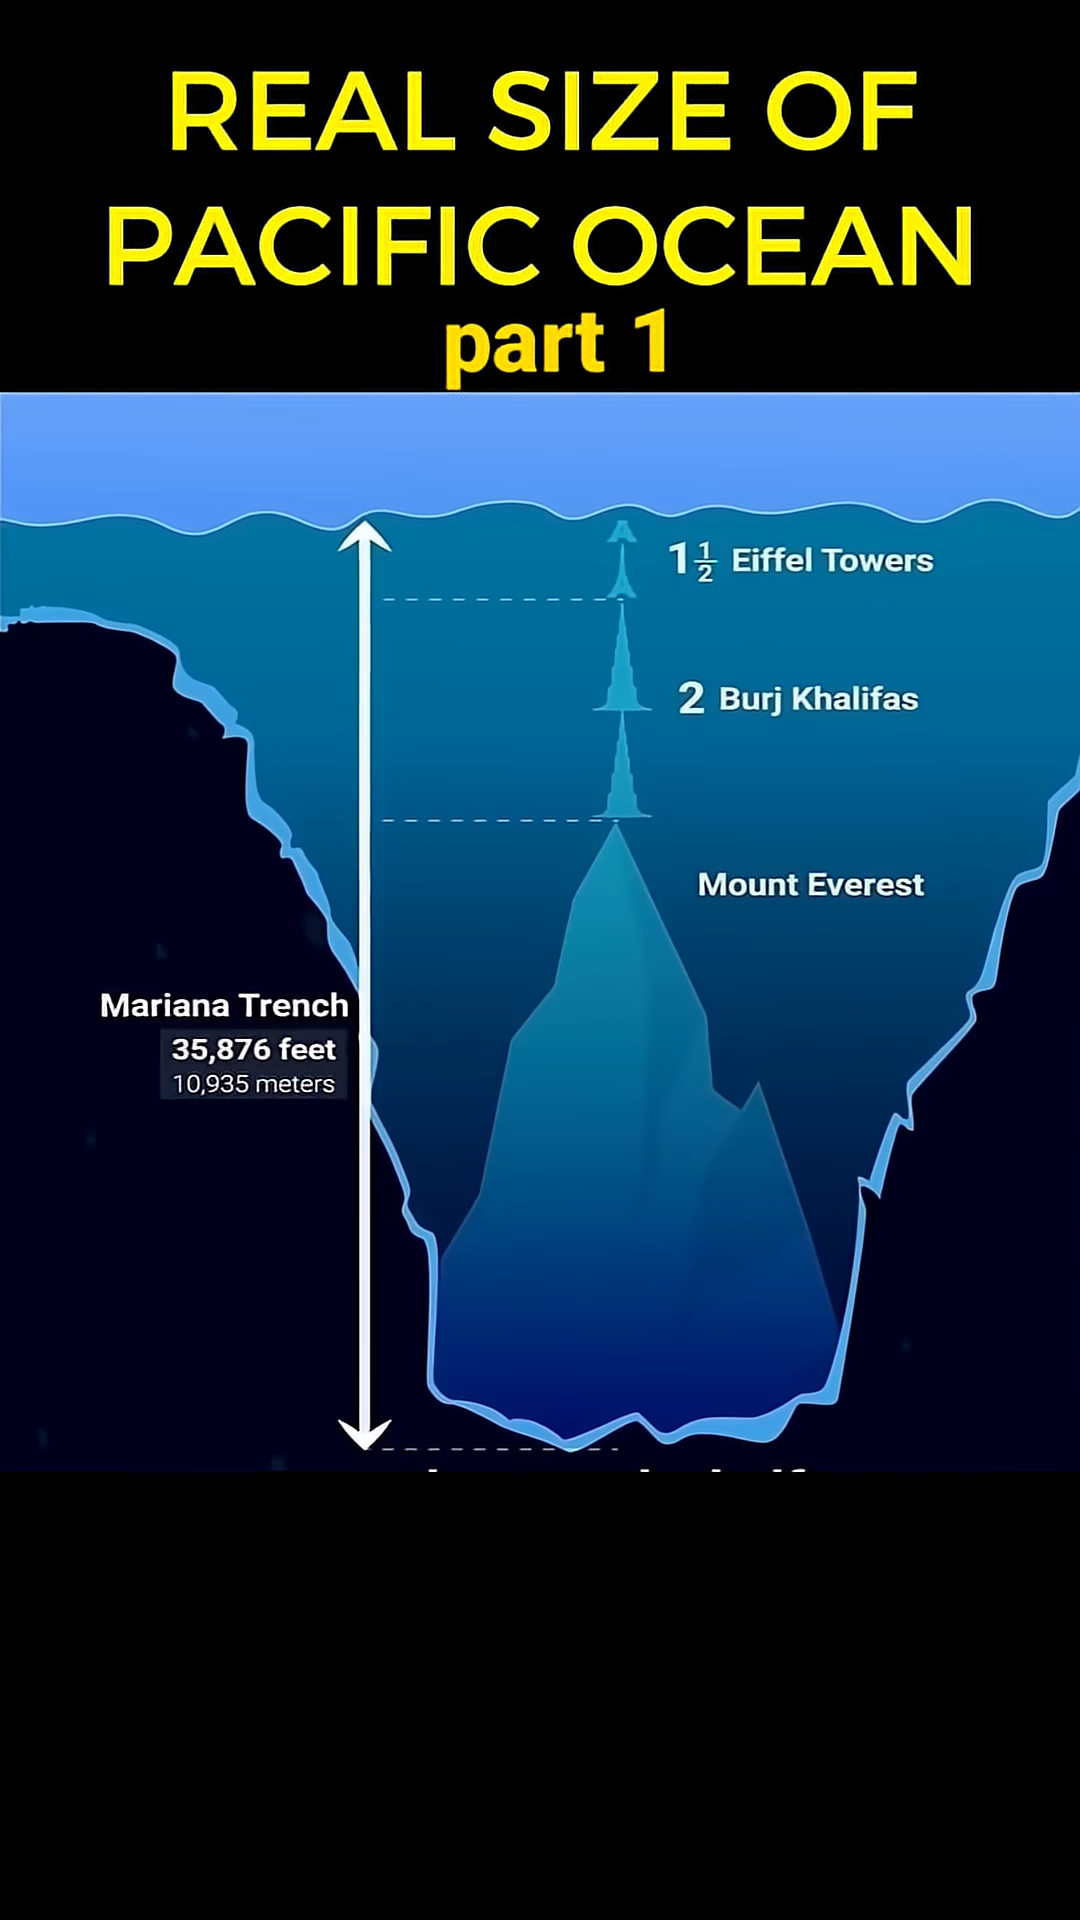 REAL SIZE OF
PACIFIC OCEAN
part 1
1½ Eiffel Towers
2 Burj Khalifas
Mount Everest
Mariana Trench
35,876 feet
10,935 meters